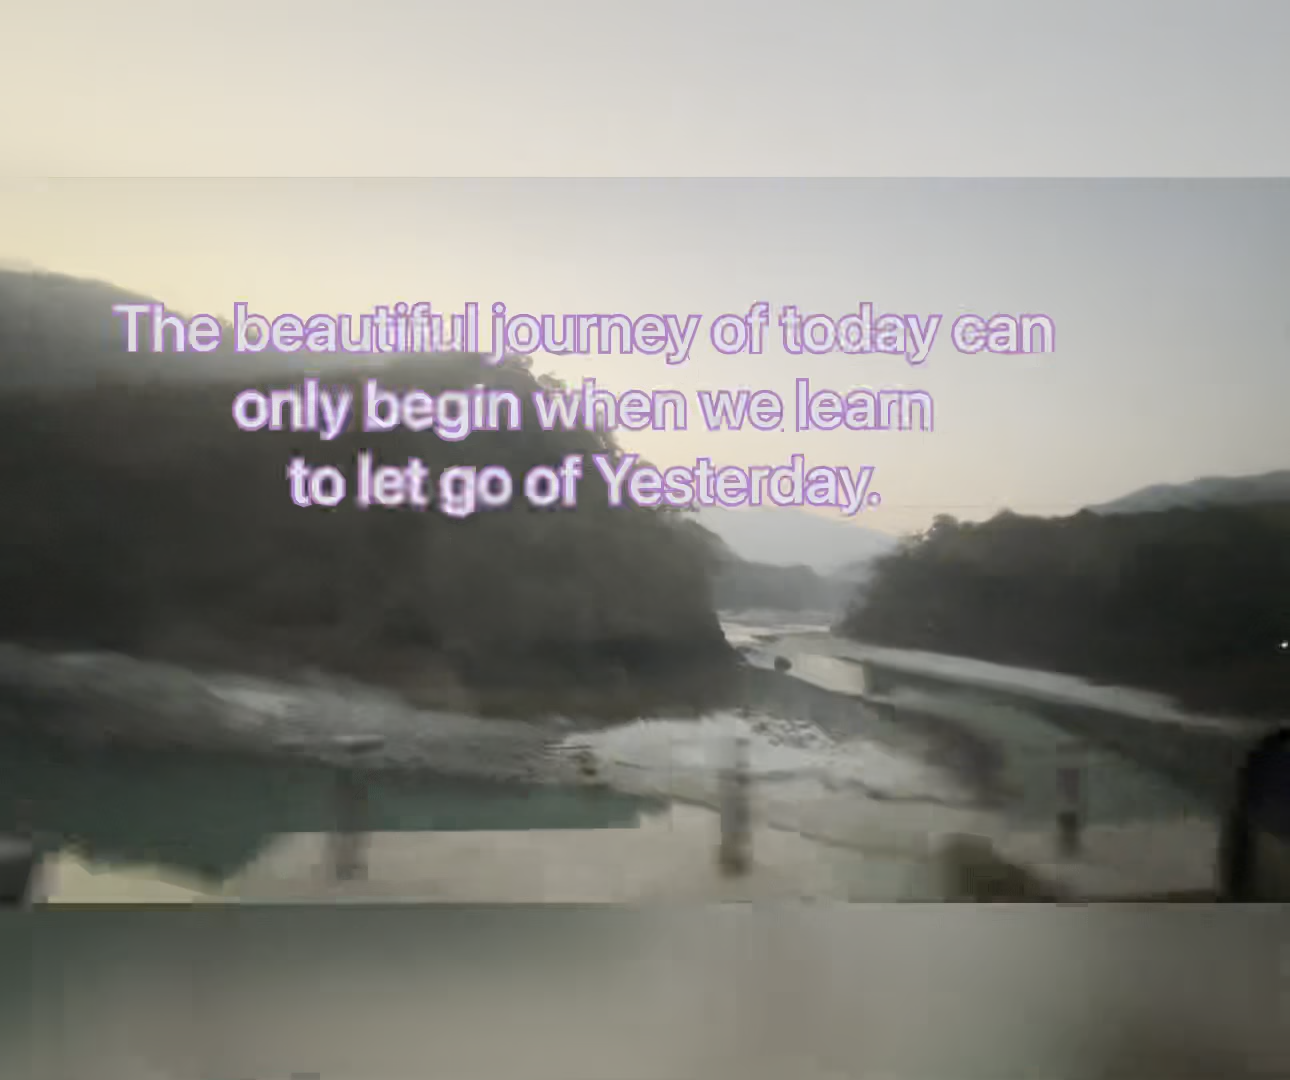 The beautiful journey of today can
only begin when we learn
to let go of Yesterday.